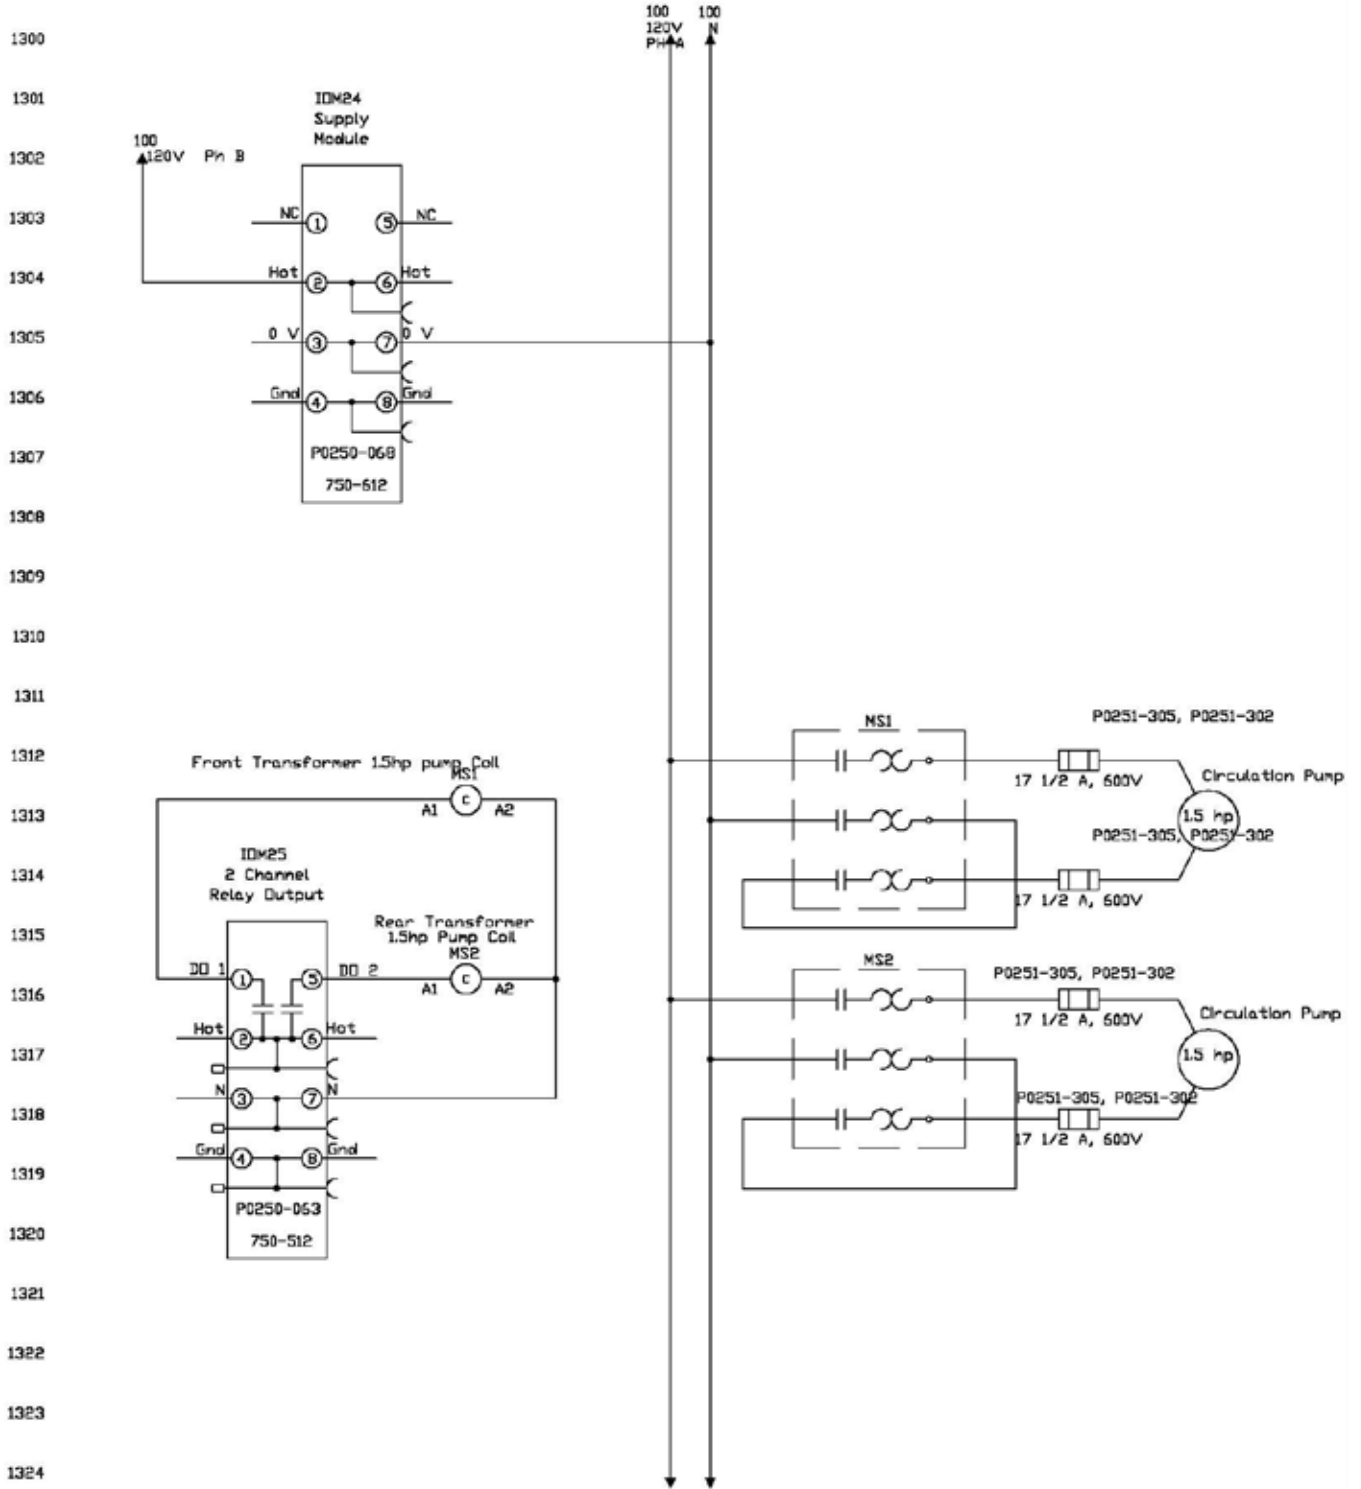 100 100
120V N
PH A
1300
1301
IOM24
Supply
Module
100
120V Ph B
1302
1303
NC 1 5 NC
1304
Hot 2 6 Hot
1305
0 V 3 7 0 V
1306
Gnd 4 8 Gnd
1307
P0250-068
750-612
1308
1309
1310
1311
MS1
P0251-305, P0251-302
1312
Front Transformer 1.5hp pump Coil
MS1
17 1/2 A, 600V
Circulation Pump
1313
A1 C A2
1.5 hp
P0251-305, P0251-302
1314
IOM25
2 Channel
Relay Output
17 1/2 A, 600V
1315
Rear Transformer
1.5hp Pump Coil
MS2
MS2
P0251-305, P0251-302
DO 1 1 5 DO 2
A1 C A2
1316
17 1/2 A, 600V
Circulation Pump
Hot 2 6 Hot
1317
1.5 hp
N 3 7 N
P0251-305, P0251-302
1318
17 1/2 A, 600V
Gnd 4 8 Gnd
1319
P0250-063
1320
750-512
1321
1322
1323
1324